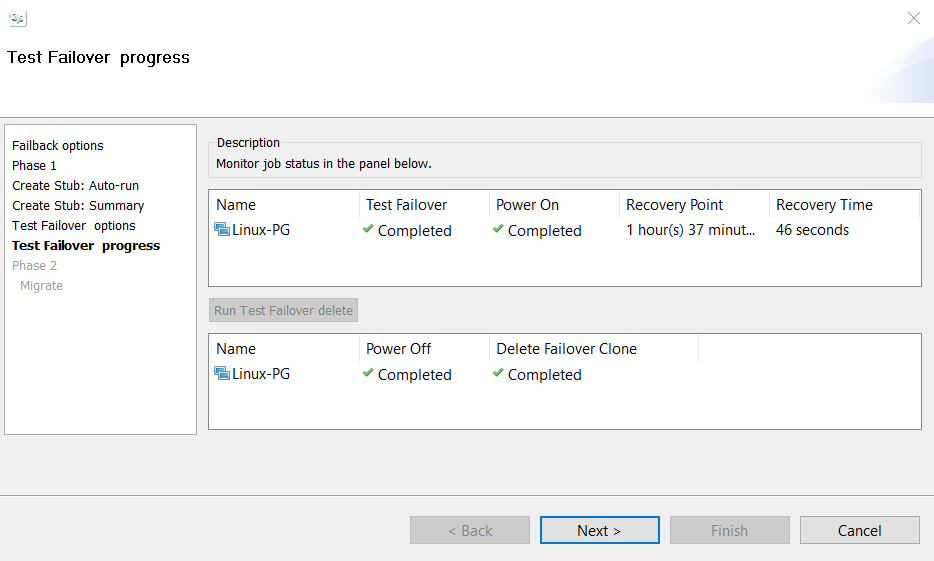 Test Failover  progress
Failback options
Phase 1
Create Stub: Auto-run
Create Stub: Summary
Test Failover  options
Test Failover  progress
Phase 2
Migrate
Description
Monitor job status in the panel below.
Name Test Failover Power On Recovery Point Recovery Time
Linux-PG Completed Completed 1 hour(s) 37 minut... 46 seconds
Run Test Failover delete
Name Power Off Delete Failover Clone
Linux-PG Completed Completed
< Back Next > Finish Cancel